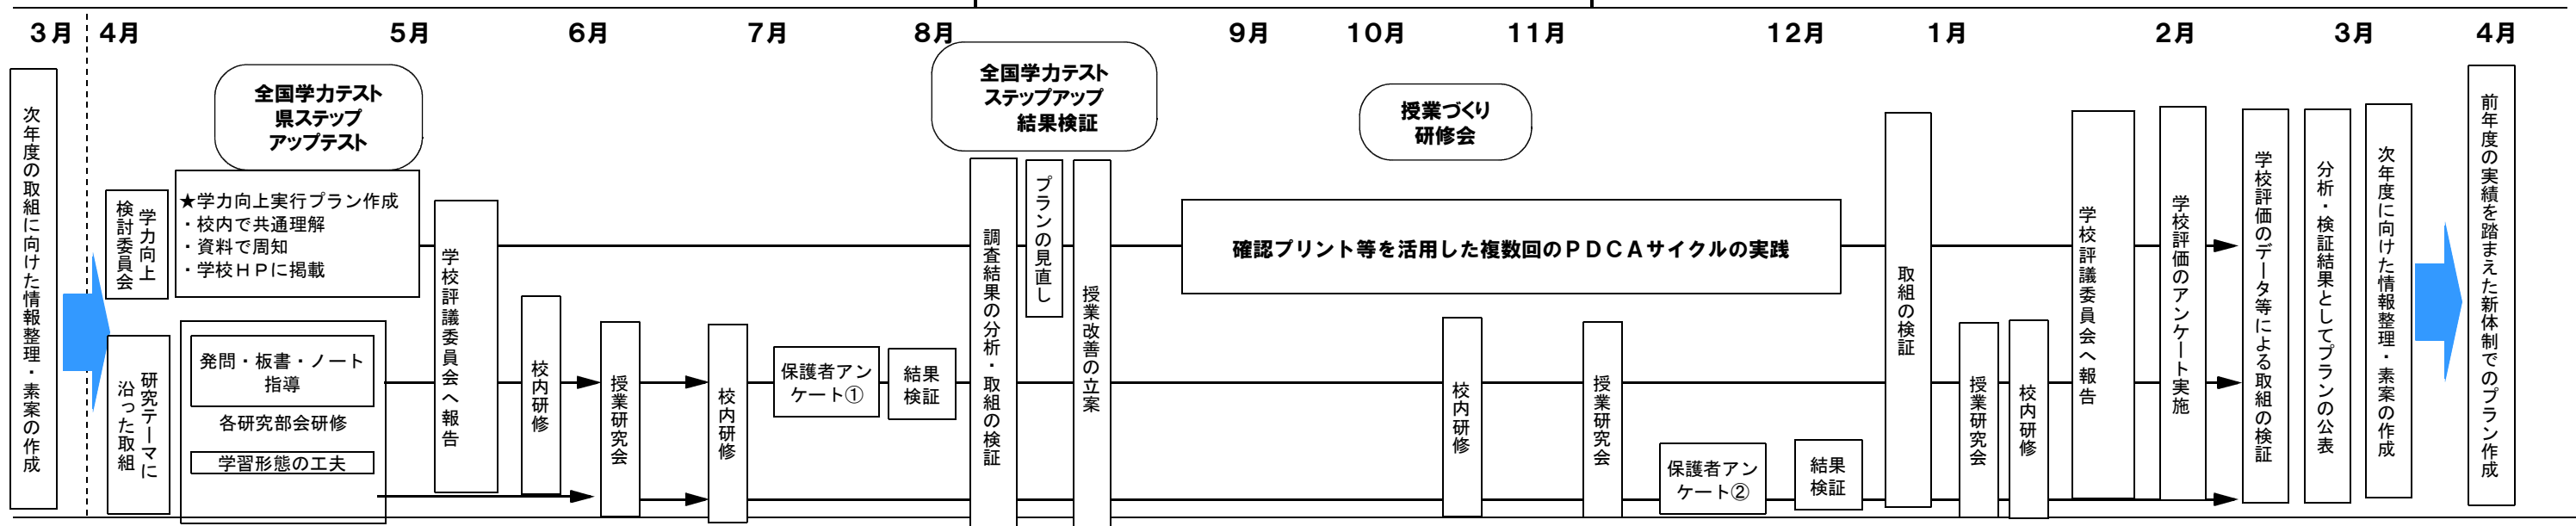 ３月
４月
５月
６月
７月
８月
９月
１０月
１１月
１２月
１月
２月
３月
４月
次年度の取組に向けた情報整理・素案の作成
学力向上
検討委員会
研究テーマに
沿った取組
全国学力テスト
県ステップ
アップテスト
★学力向上実行プラン作成
・校内で共通理解
・資料で周知
・学校ＨＰに掲載
発問・板書・ノート
指導
各研究部会研修
学習形態の工夫
学校評議委員会へ報告
校内研修
授業研究会
校内研修
保護者アン
ケート①
結果
検証
全国学力テスト
ステップアップ
結果検証
調査結果の分析・取組の検証
プランの見直し
授業改善の立案
授業づくり
研修会
確認プリント等を活用した複数回のＰＤＣＡサイクルの実践
校内研修
授業研究会
保護者アン
ケート②
結果
検証
取組の検証
授業研究会
校内研修
学校評議委員会へ報告
学校評価のアンケート実施
学校評価のデータ等による取組の検証
分析・検証結果としてプランの公表
次年度に向けた情報整理・素案の作成
前年度の実績を踏まえた新体制でのプラン作成